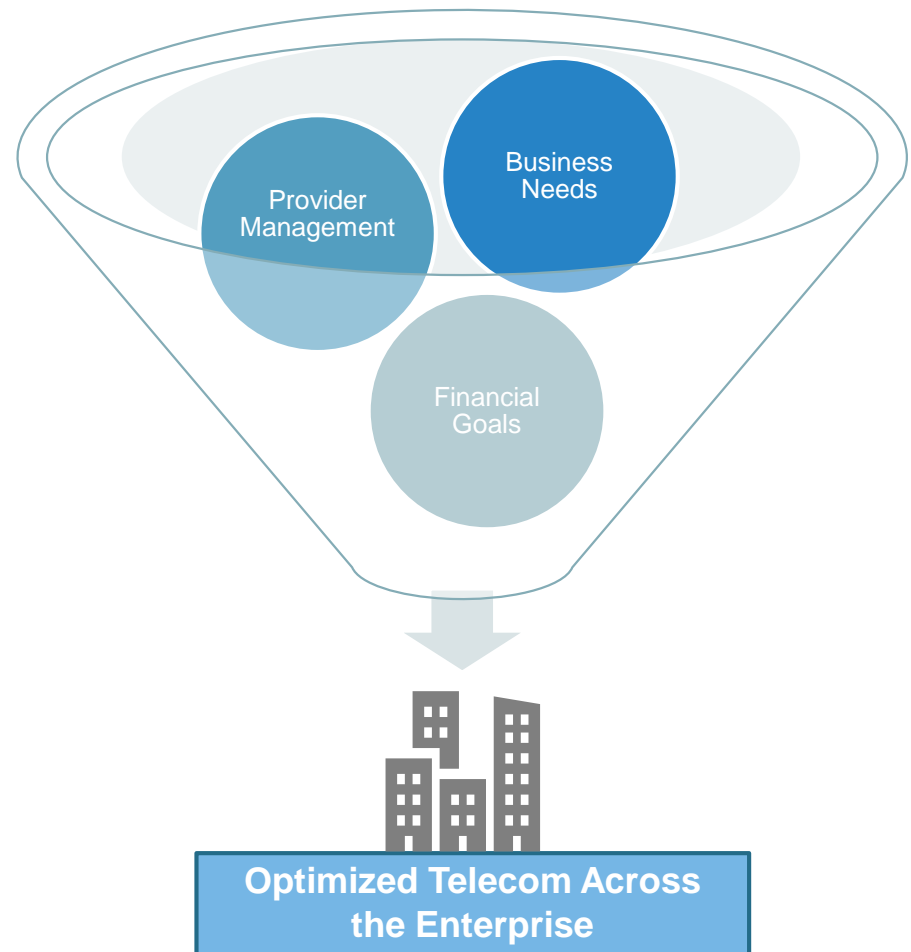 Business
Needs
Provider
Management
Financial
Goals
Optimized Telecom Across
the Enterprise